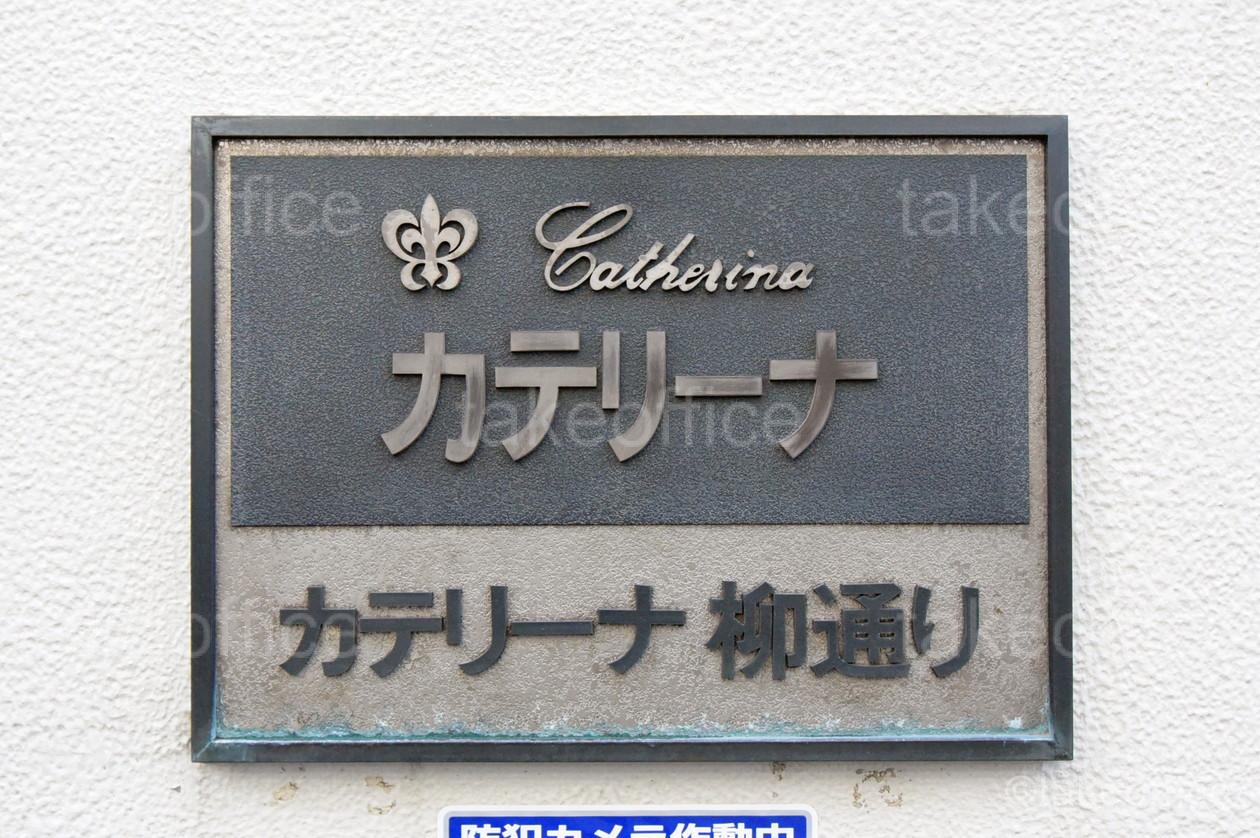 Catherina
カテリーナ
カテリーナ 柳通り
防犯カメラ作動中
takeoffice